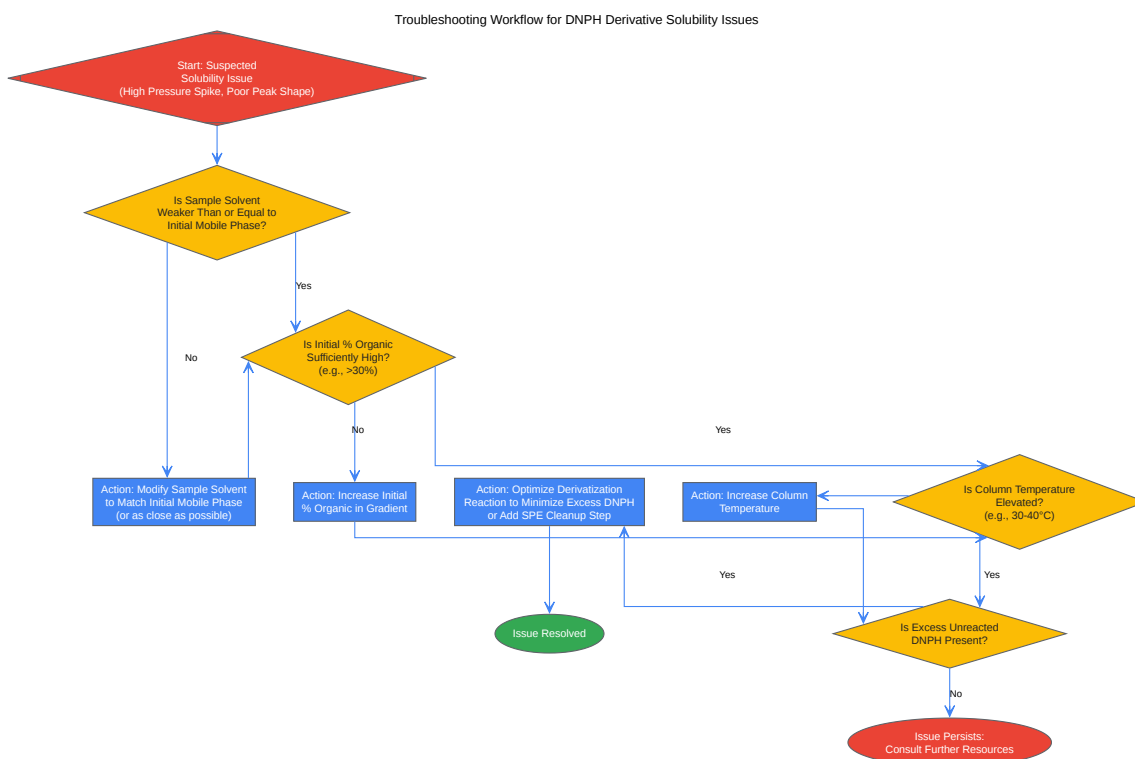 Troubleshooting Workflow for DNPH Derivative Solubility Issues
Start: Suspected
Solubility Issue
(High Pressure Spike, Poor Peak Shape)
Is Sample Solvent
Weaker Than or Equal to
Initial Mobile Phase?
Yes
No
Is Initial % Organic
Sufficiently High?
(e.g., >30%)
No
Yes
Action: Modify Sample Solvent
to Match Initial Mobile Phase
(or as close as possible)
Action: Increase Initial
% Organic in Gradient
Action: Optimize Derivatization
Reaction to Minimize Excess DNPH
or Add SPE Cleanup Step
Action: Increase Column
Temperature
Is Column Temperature
Elevated?
(e.g., 30-40°C)
Yes
Yes
Issue Resolved
Is Excess Unreacted
DNPH Present?
No
Issue Persists:
Consult Further Resources